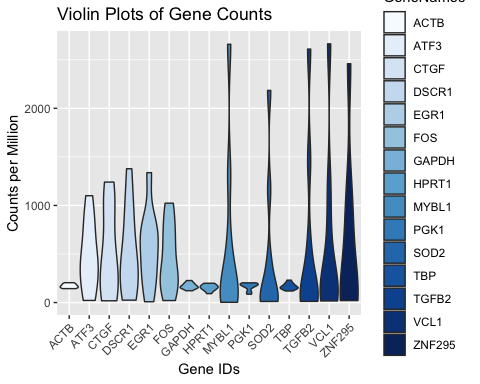 Violin Plots of Gene Counts
Counts per Million
2000
1000
0
ACTB
ATF3
CTGF
DSCR1
EGR1
FOS
GAPDH
HPRT1
MYBL1
PGK1
SOD2
TBP
TGFB2
VCL1
ZNF295
Gene IDs
GeneNames
ACTB
ATF3
CTGF
DSCR1
EGR1
FOS
GAPDH
HPRT1
MYBL1
PGK1
SOD2
TBP
TGFB2
VCL1
ZNF295